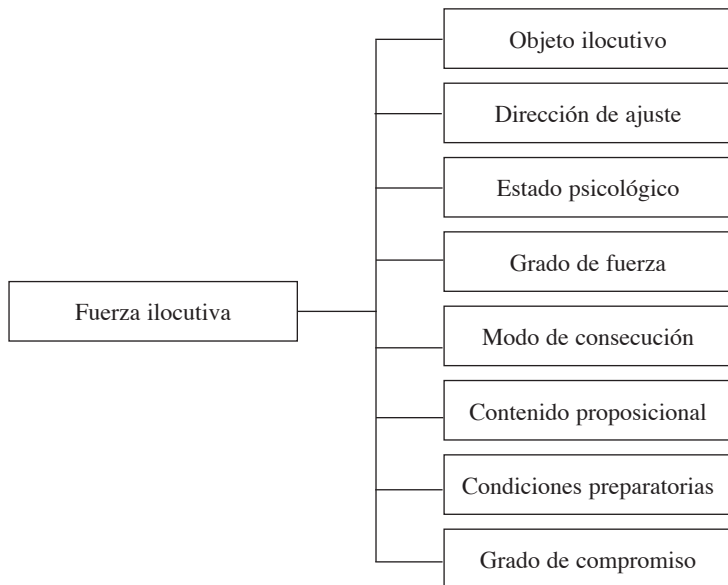 Objeto ilocutivo
Dirección de ajuste
Estado psicológico
Grado de fuerza
Fuerza ilocutiva
Modo de consecución
Contenido proposicional
Condiciones preparatorias
Grado de compromiso